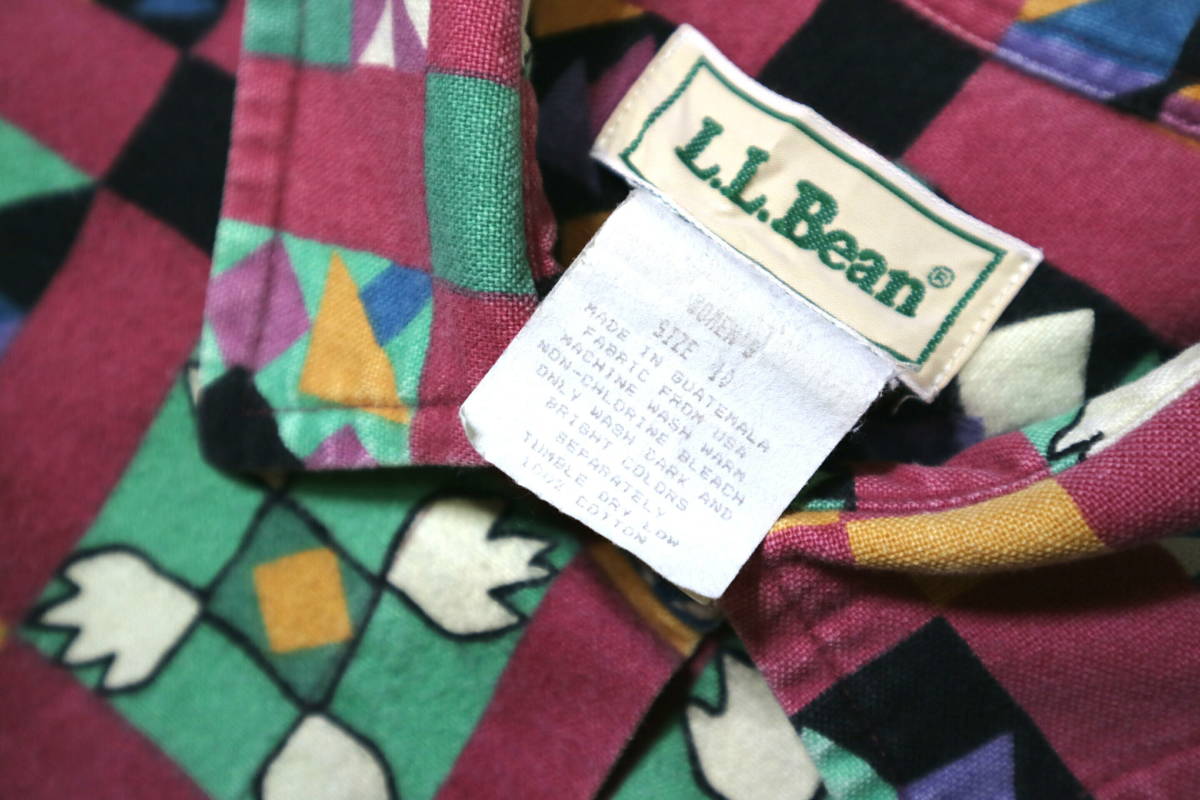 L.L.Bean®
WOMEN'S
SIZE 10
MADE IN GUATEMALA
FABRIC FROM USA
MACHINE WASH WARM
NON-CHLORINE BLEACH
ONLY WASH DARK AND
BRIGHT COLORS
SEPARATELY
TUMBLE DRY LOW
100% COTTON